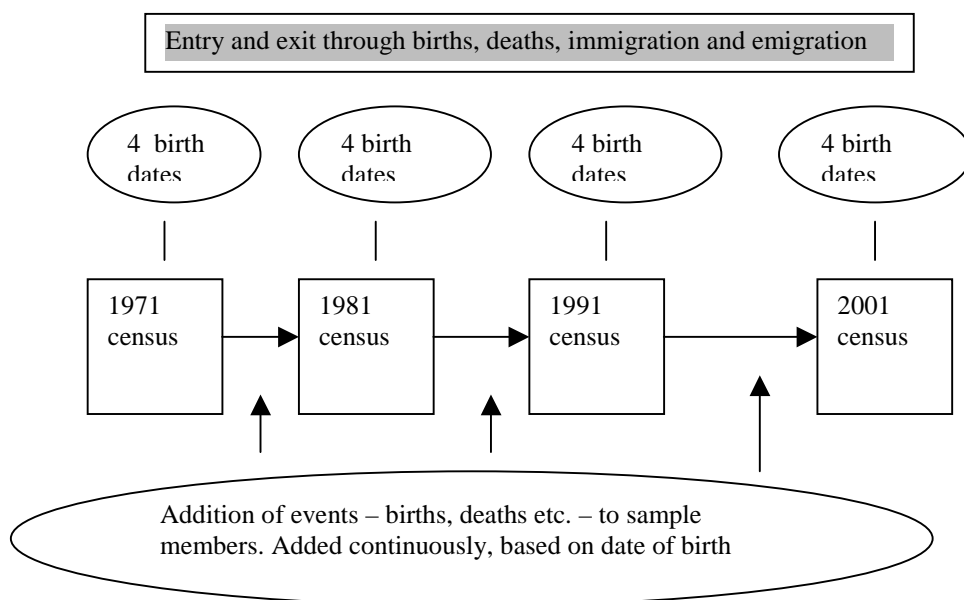 Entry and exit through births, deaths, immigration and emigration
4 birth
dates
4 birth
dates
4 birth
dates
4 birth
dates
1971
census
1981
census
1991
census
2001
census
Addition of events – births, deaths etc. – to sample
members. Added continuously, based on date of birth